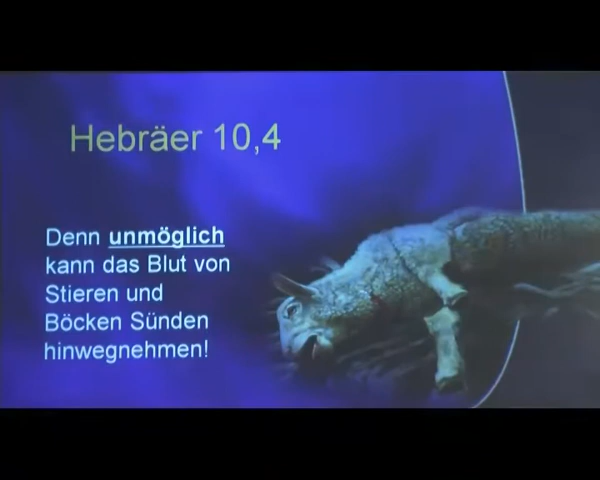 Hebräer 10,4
Denn unmöglich
kann das Blut von
Stieren und
Böcken Sünden
hinwegnehmen!